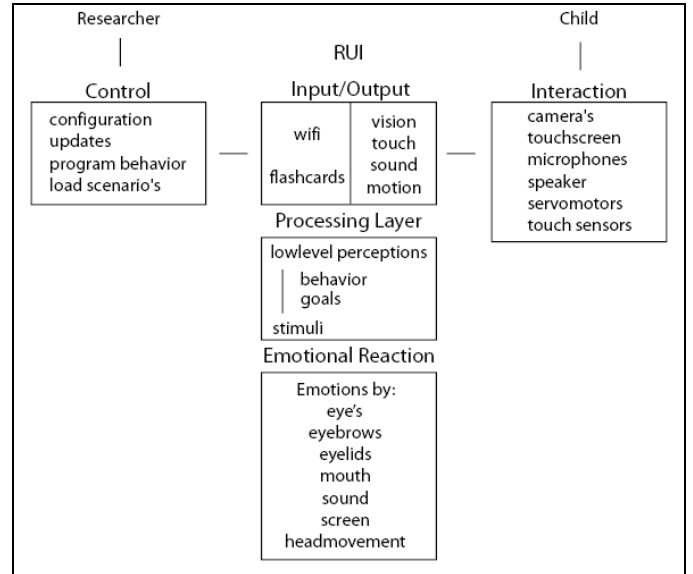 Researcher
Child
RUI
Control
configuration
updates
program behavior
load scenario's
Input/Output
wifi
flashcards
vision
touch
sound
motion
Interaction
camera's
touchscreen
microphones
speaker
servomotors
touch sensors
Processing Layer
lowlevel perceptions
behavior
goals
stimuli
Emotional Reaction
Emotions by:
eye's
eyebrows
eyelids
mouth
sound
screen
headmovement